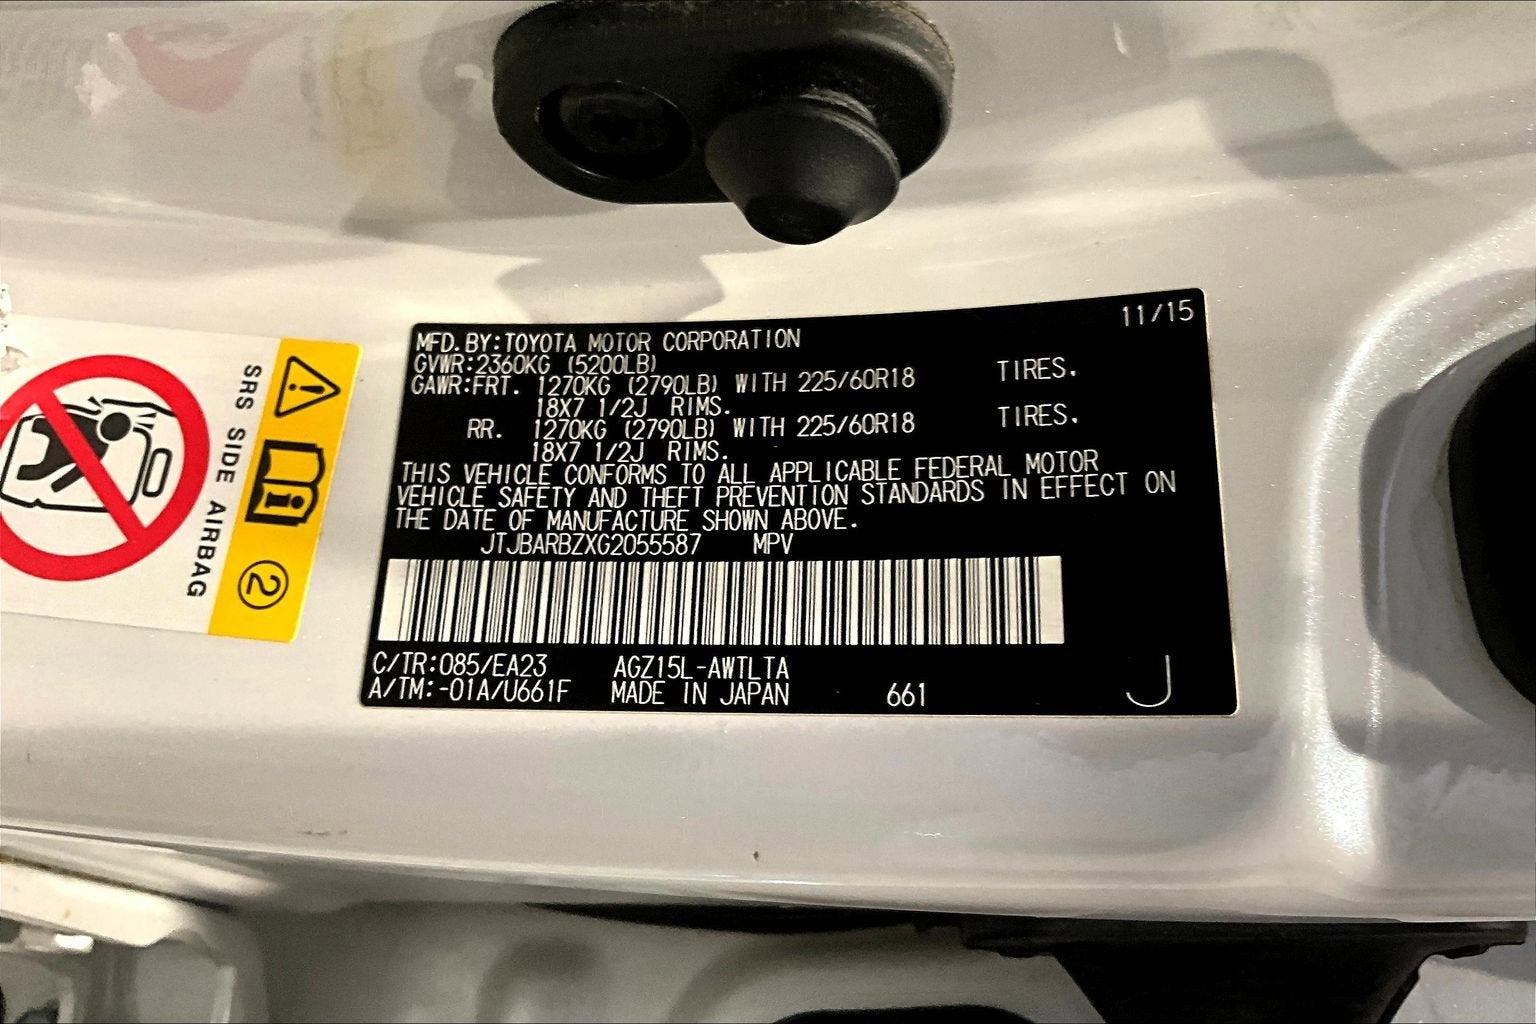 11/15
MFD. BY: TOYOTA MOTOR CORPORATION
GVWR: 2360KG (5200LB)
GAWR: FRT. 1270KG (2790LB) WITH 225/60R18 TIRES.
18X7 1/2J RIMS.
RR. 1270KG (2790LB) WITH 225/60R18 TIRES.
18X7 1/2J RIMS.
THIS VEHICLE CONFORMS TO ALL APPLICABLE FEDERAL MOTOR
VEHICLE SAFETY AND THEFT PREVENTION STANDARDS IN EFFECT ON
THE DATE OF MANUFACTURE SHOWN ABOVE.
JTJBARBZXG2055587 MPV
C/TR: 085/EA23 AGZ15L-AWTLTA
A/TM: -01A/U661F MADE IN JAPAN 661 J
SRS SIDE AIRBAG
2